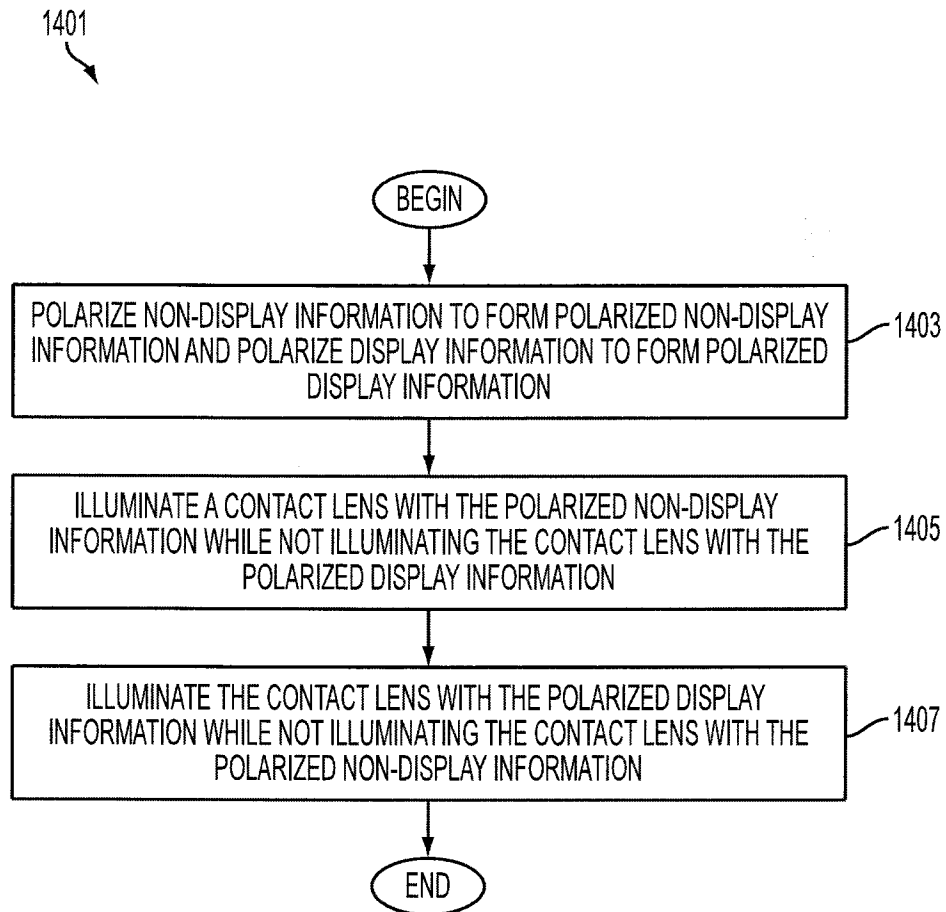 1401
BEGIN
POLARIZE NON-DISPLAY INFORMATION TO FORM POLARIZED NON-DISPLAY
INFORMATION AND POLARIZE DISPLAY INFORMATION TO FORM POLARIZED
DISPLAY INFORMATION
1403
ILLUMINATE A CONTACT LENS WITH THE POLARIZED NON-DISPLAY
INFORMATION WHILE NOT ILLUMINATING THE CONTACT LENS WITH THE
POLARIZED DISPLAY INFORMATION
1405
ILLUMINATE THE CONTACT LENS WITH THE POLARIZED DISPLAY
INFORMATION WHILE NOT ILLUMINATING THE CONTACT LENS WITH THE
POLARIZED NON-DISPLAY INFORMATION
1407
END